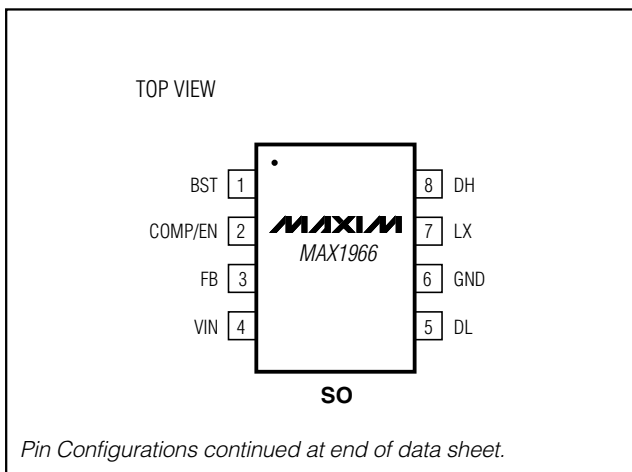 TOP VIEW
BST 1
COMP/EN 2
FB 3
VIN 4
MAXIM
MAX1966
8 DH
7 LX
6 GND
5 DL
SO
Pin Configurations continued at end of data sheet.